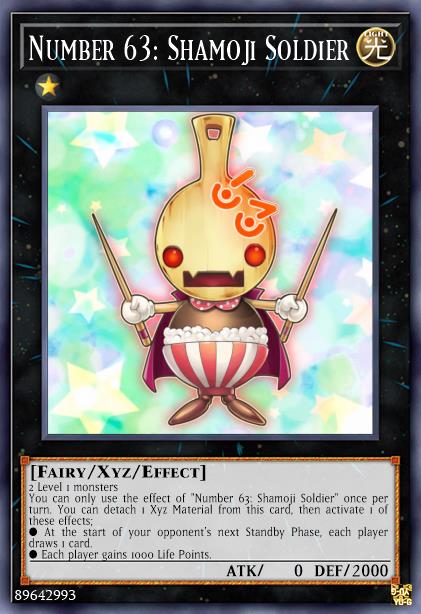 Number 63: Shamoji Soldier
LIGHT
光
63
[Fairy/Xyz/Effect]
2 Level 1 monsters
You can only use the effect of "Number 63: Shamoji Soldier" once per
turn. You can detach 1 Xyz Material from this card, then activate 1 of
these effects;
● At the start of your opponent's next Standby Phase, each player
draws 1 card.
● Each player gains 1000 Life Points.
ATK/ 0 DEF/2000
89642993